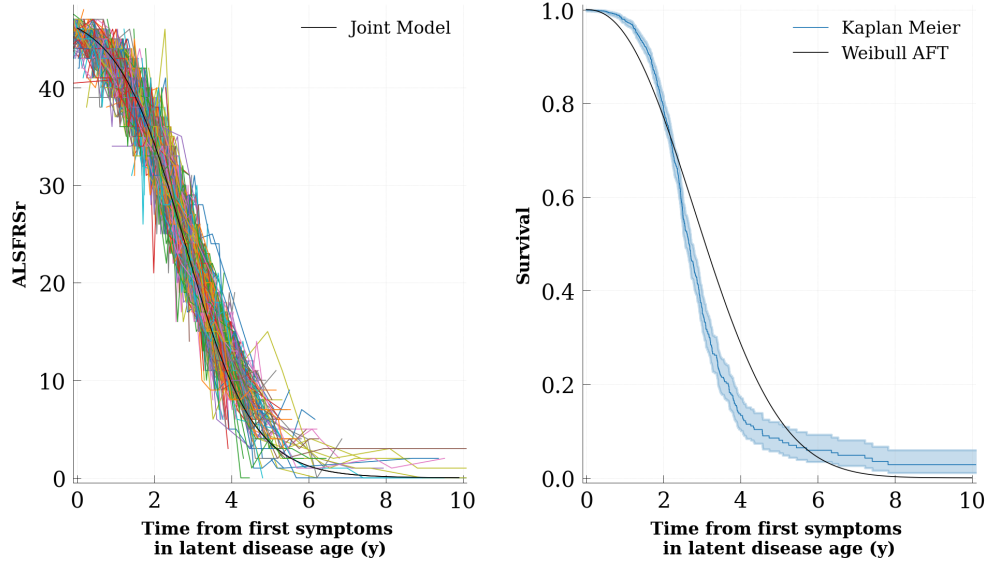 Joint Model
ALSFRSr
40
30
20
10
0
0 2 4 6 8 10
Time from first symptoms
in latent disease age (y)
Kaplan Meier
Weibull AFT
Survival
1.0
0.8
0.6
0.4
0.2
0.0
0 2 4 6 8 10
Time from first symptoms
in latent disease age (y)